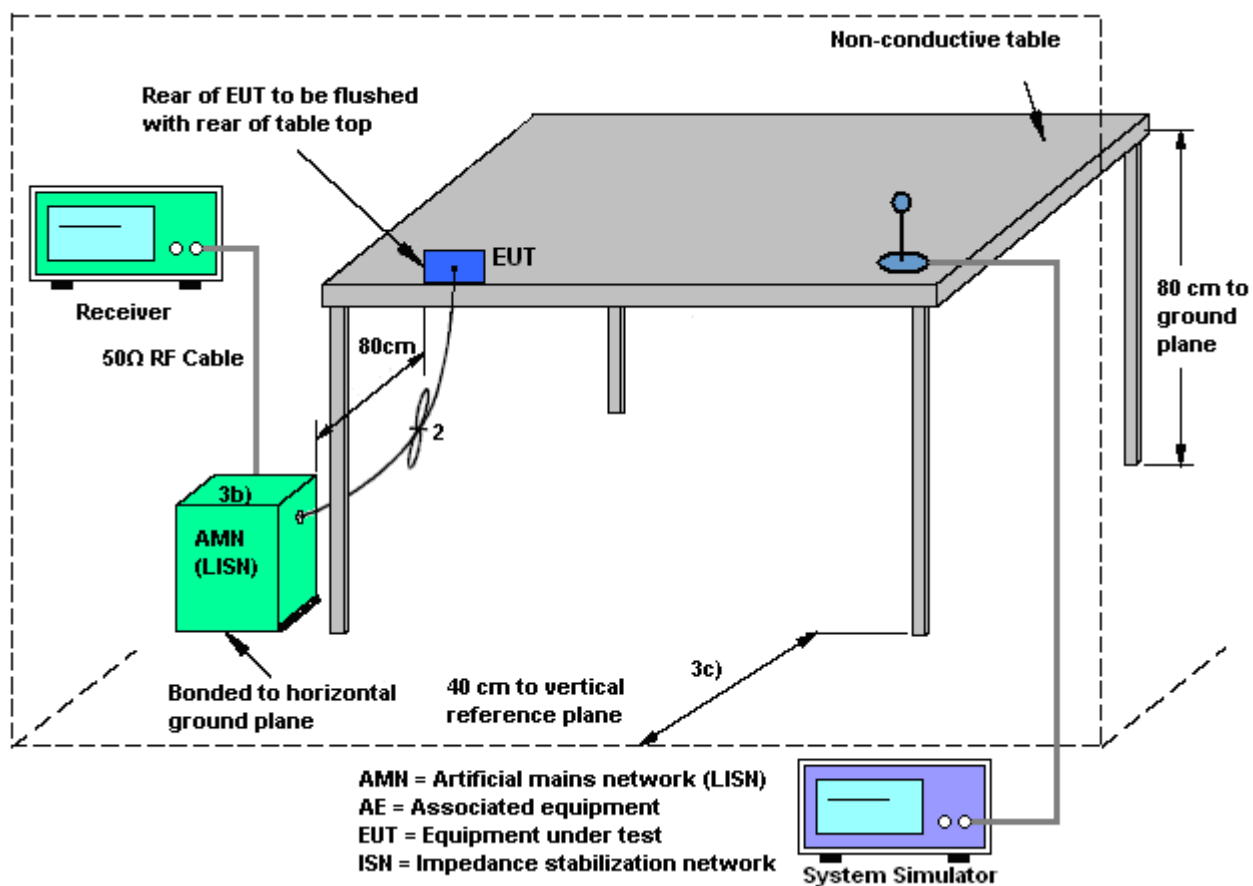 Non-conductive table
Rear of EUT to be flushed
with rear of table top
EUT
Receiver
80 cm to
ground
plane
50Ω RF Cable
80cm
2
3b)
AMN
(LISN)
Bonded to horizontal
ground plane
40 cm to vertical
reference plane
3c)
AMN = Artificial mains network (LISN)
AE = Associated equipment
EUT = Equipment under test
ISN = Impedance stabilization network
System Simulator